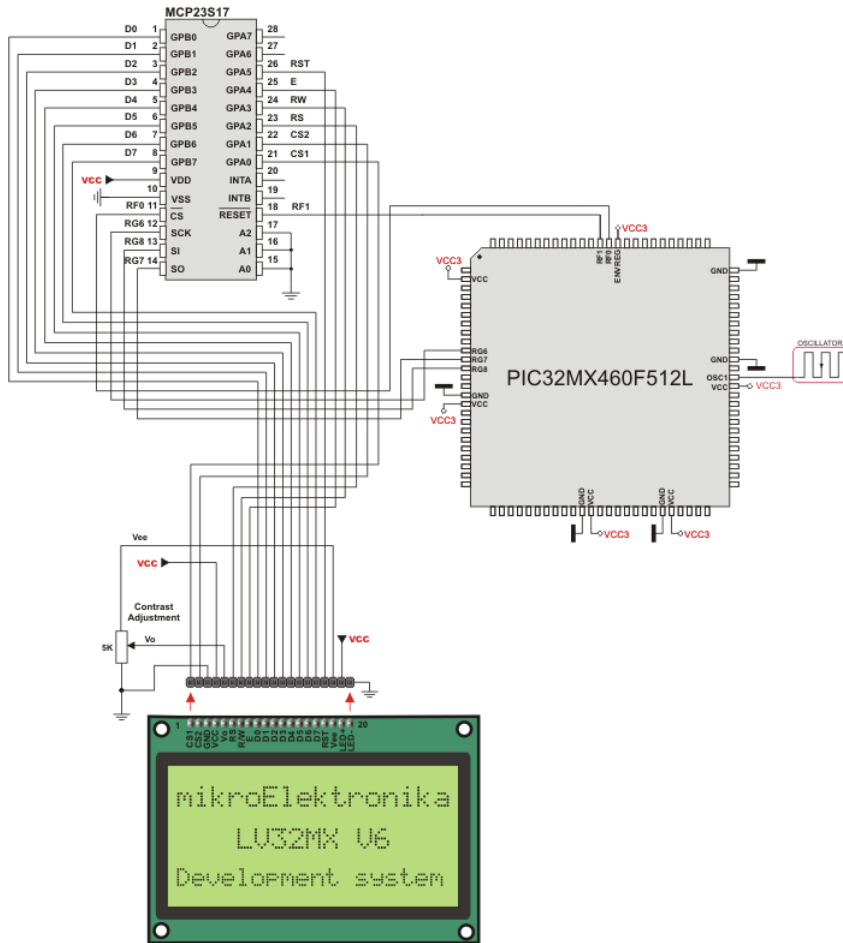 MCP23S17
D0 1 GPB0 GPA7 28
D1 2 GPB1 GPA6 27
D2 3 GPB2 GPA5 26 RST
D3 4 GPB3 GPA4 25 E
D4 5 GPB4 GPA3 24 RW
D5 6 GPB5 GPA2 23 RS
D6 7 GPB6 GPA1 22 CS2
D7 8 GPB7 GPA0 21 CS1
vcc 9 VDD INTA 20
10 VSS INTB 19
RF0 11 CS RESET 18 RF1
RG6 12 SCK A2 17
RG8 13 SI A1 16
RG7 14 SO A0 15
VCC3
RF1
RF0
ENVREG
VCC3
VCC
GND
RG6
RG7
RG8
GND
VCC
VCC3
PIC32MX460F512L
GND
OSC1
VCC
VCC3
OSCILLATOR
GND
VCC
VCC3
GND
VCC
VCC3
Vee
vcc
Contrast
Adjustment
5K
Vo
vcc
1
20
CS1
CS2
GND
VCC
Vo
RS
R/W
E
D0
D1
D2
D3
D4
D5
D6
D7
RST
Vee
LED+
LED-
mikroElektronika
LV32MX V6
Development system